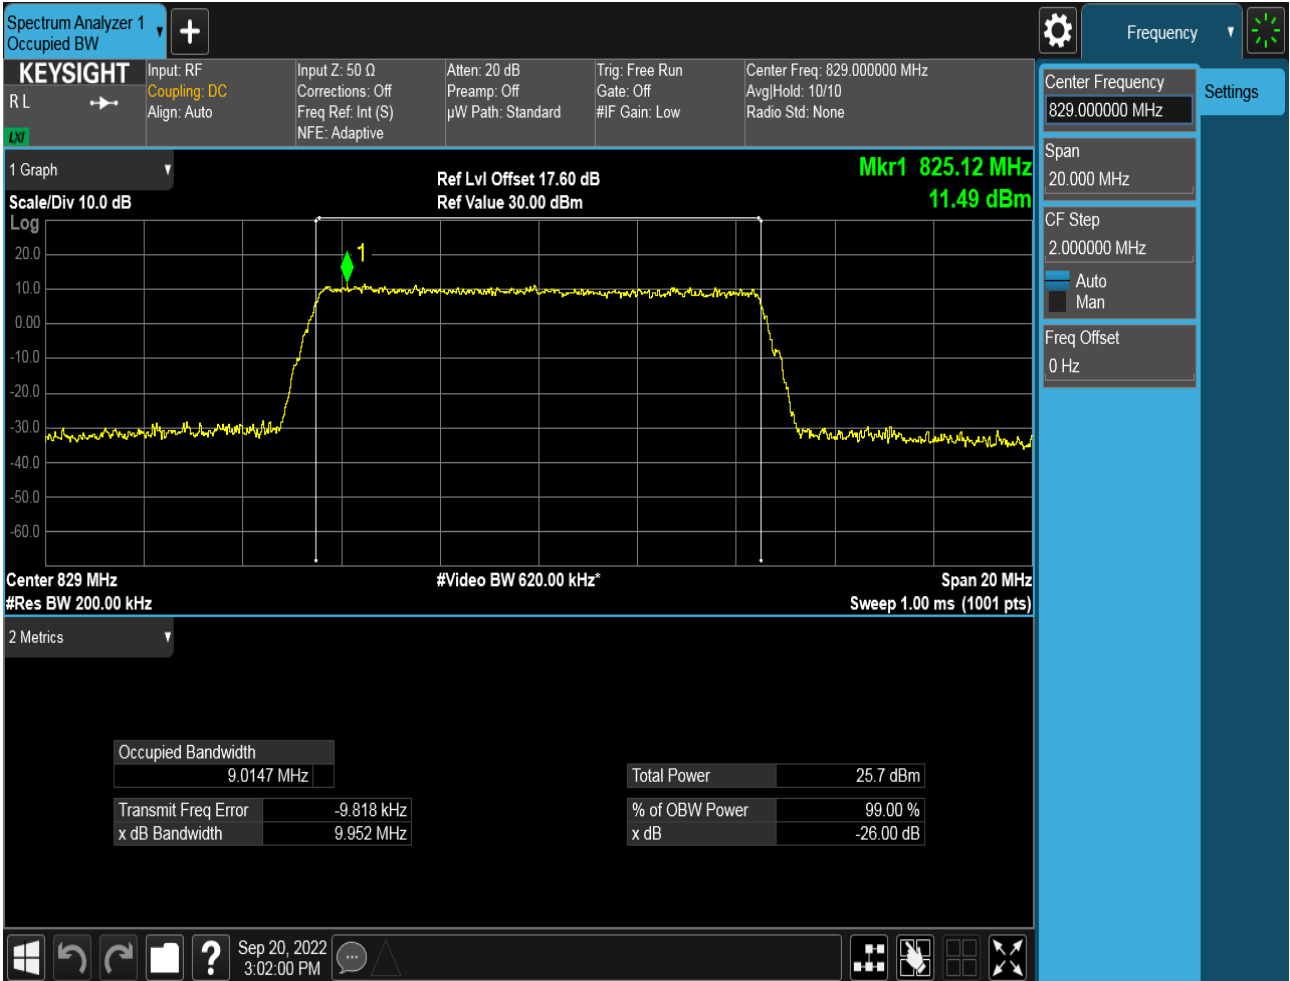 Spectrum Analyzer 1
Occupied BW
Frequency
KEYSIGHT
R L
LXI
Input: RF
Coupling: DC
Align: Auto
Input Z: 50 Ω
Corrections: Off
Freq Ref: Int (S)
NFE: Adaptive
Atten: 20 dB
Preamp: Off
µW Path: Standard
Trig: Free Run
Gate: Off
#IF Gain: Low
Center Freq: 829.000000 MHz
Avg|Hold: 10/10
Radio Std: None
Center Frequency
829.000000 MHz
Settings
Span
20.000 MHz
CF Step
2.000000 MHz
Auto
Man
Freq Offset
0 Hz
1 Graph
Scale/Div 10.0 dB
Ref Lvl Offset 17.60 dB
Ref Value 30.00 dBm
Mkr1 825.12 MHz
11.49 dBm
Log
20.0
10.0
0.00
-10.0
-20.0
-30.0
-40.0
-50.0
-60.0
1
Center 829 MHz
#Video BW 620.00 kHz*
Span 20 MHz
#Res BW 200.00 kHz
Sweep 1.00 ms (1001 pts)
2 Metrics
Occupied Bandwidth
9.0147 MHz
Total Power 25.7 dBm
Transmit Freq Error -9.818 kHz
% of OBW Power 99.00 %
x dB Bandwidth 9.952 MHz
x dB -26.00 dB
?
Sep 20, 2022
3:02:00 PM